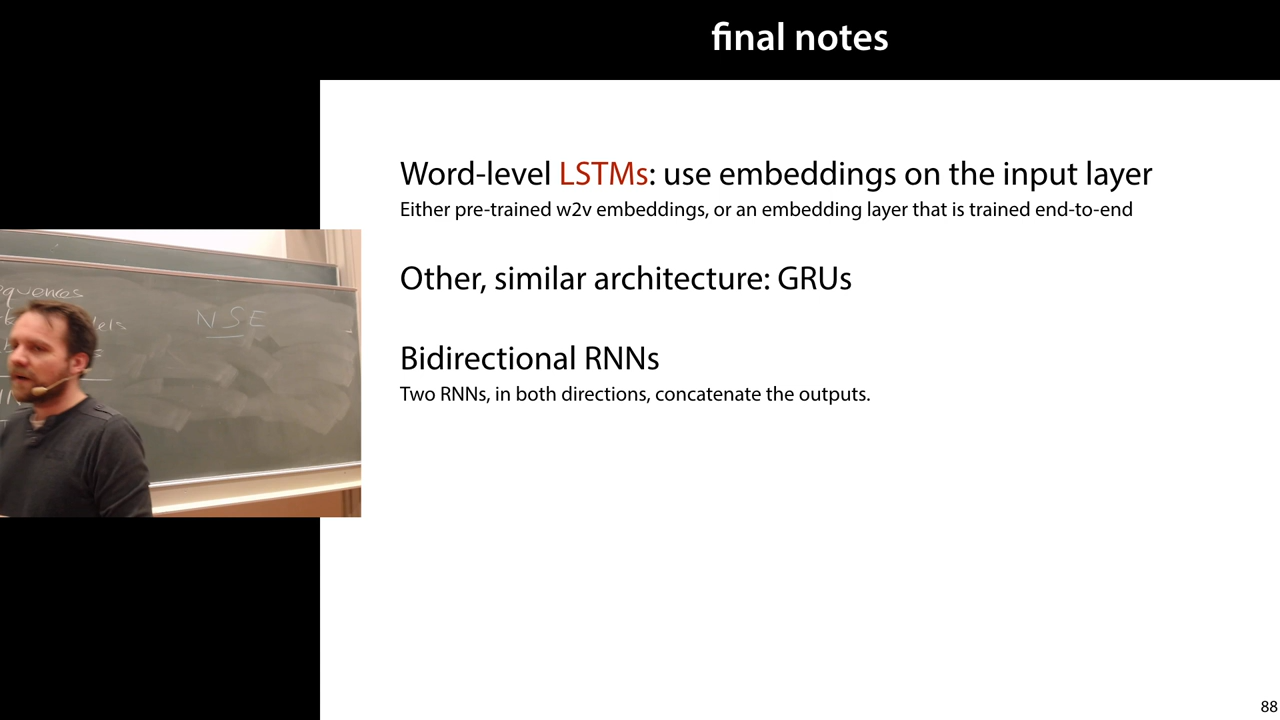 final notes
Word-level LSTMs: use embeddings on the input layer
Either pre-trained w2v embeddings, or an embedding layer that is trained end-to-end
Other, similar architecture: GRUs
Bidirectional RNNs
Two RNNs, in both directions, concatenate the outputs.
NSE
88